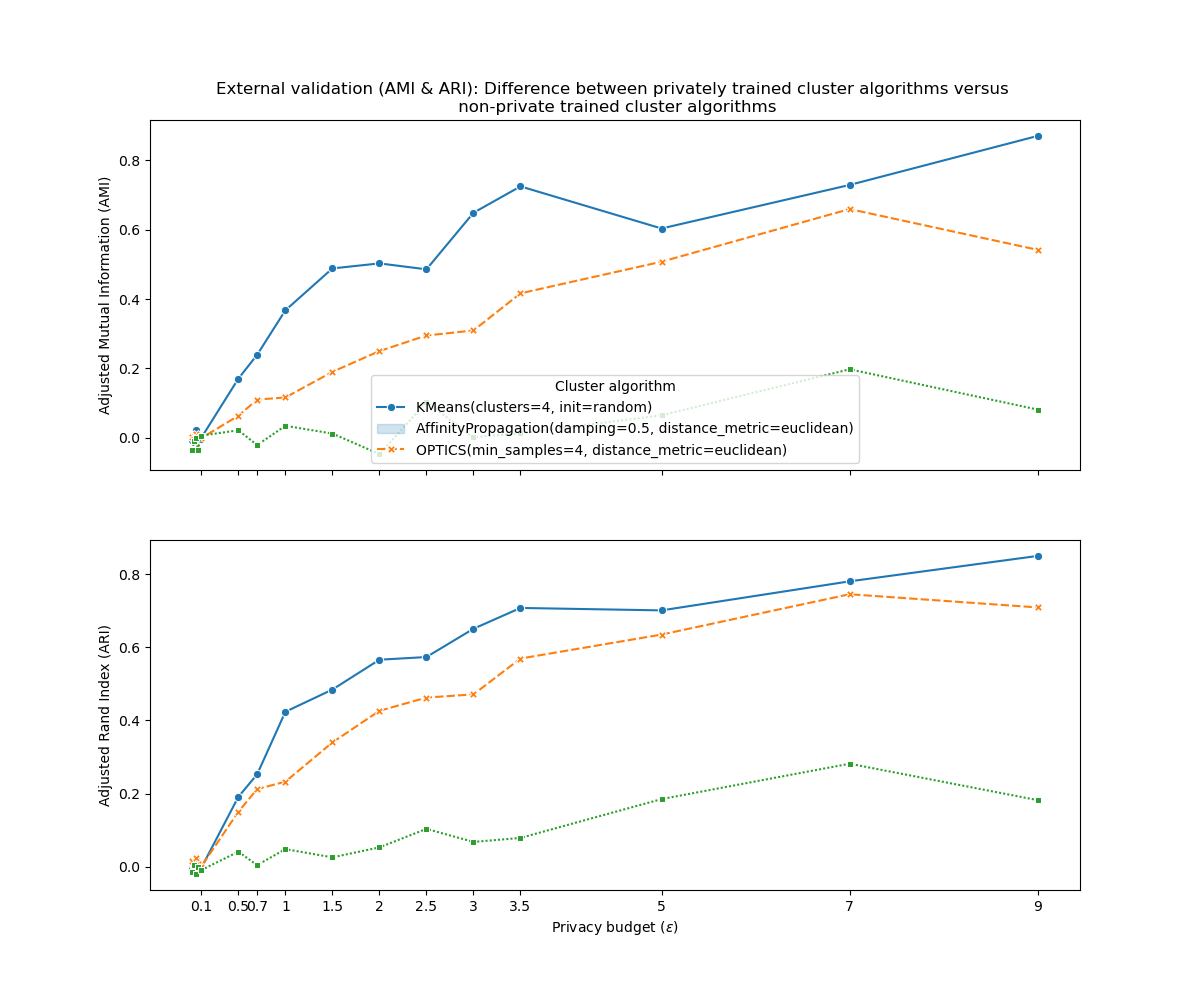 External validation (AMI & ARI): Difference between privately trained cluster algorithms versus
non-private trained cluster algorithms
Adjusted Mutual Information (AMI)
0.8
0.6
0.4
0.2
0.0
Cluster algorithm
KMeans(clusters=4, init=random)
AffinityPropagation(damping=0.5, distance_metric=euclidean)
OPTICS(min_samples=4, distance_metric=euclidean)
Adjusted Rand Index (ARI)
0.8
0.6
0.4
0.2
0.0
0.1 0.5 0.7 1 1.5 2 2.5 3 3.5 5 7 9
Privacy budget (ε)